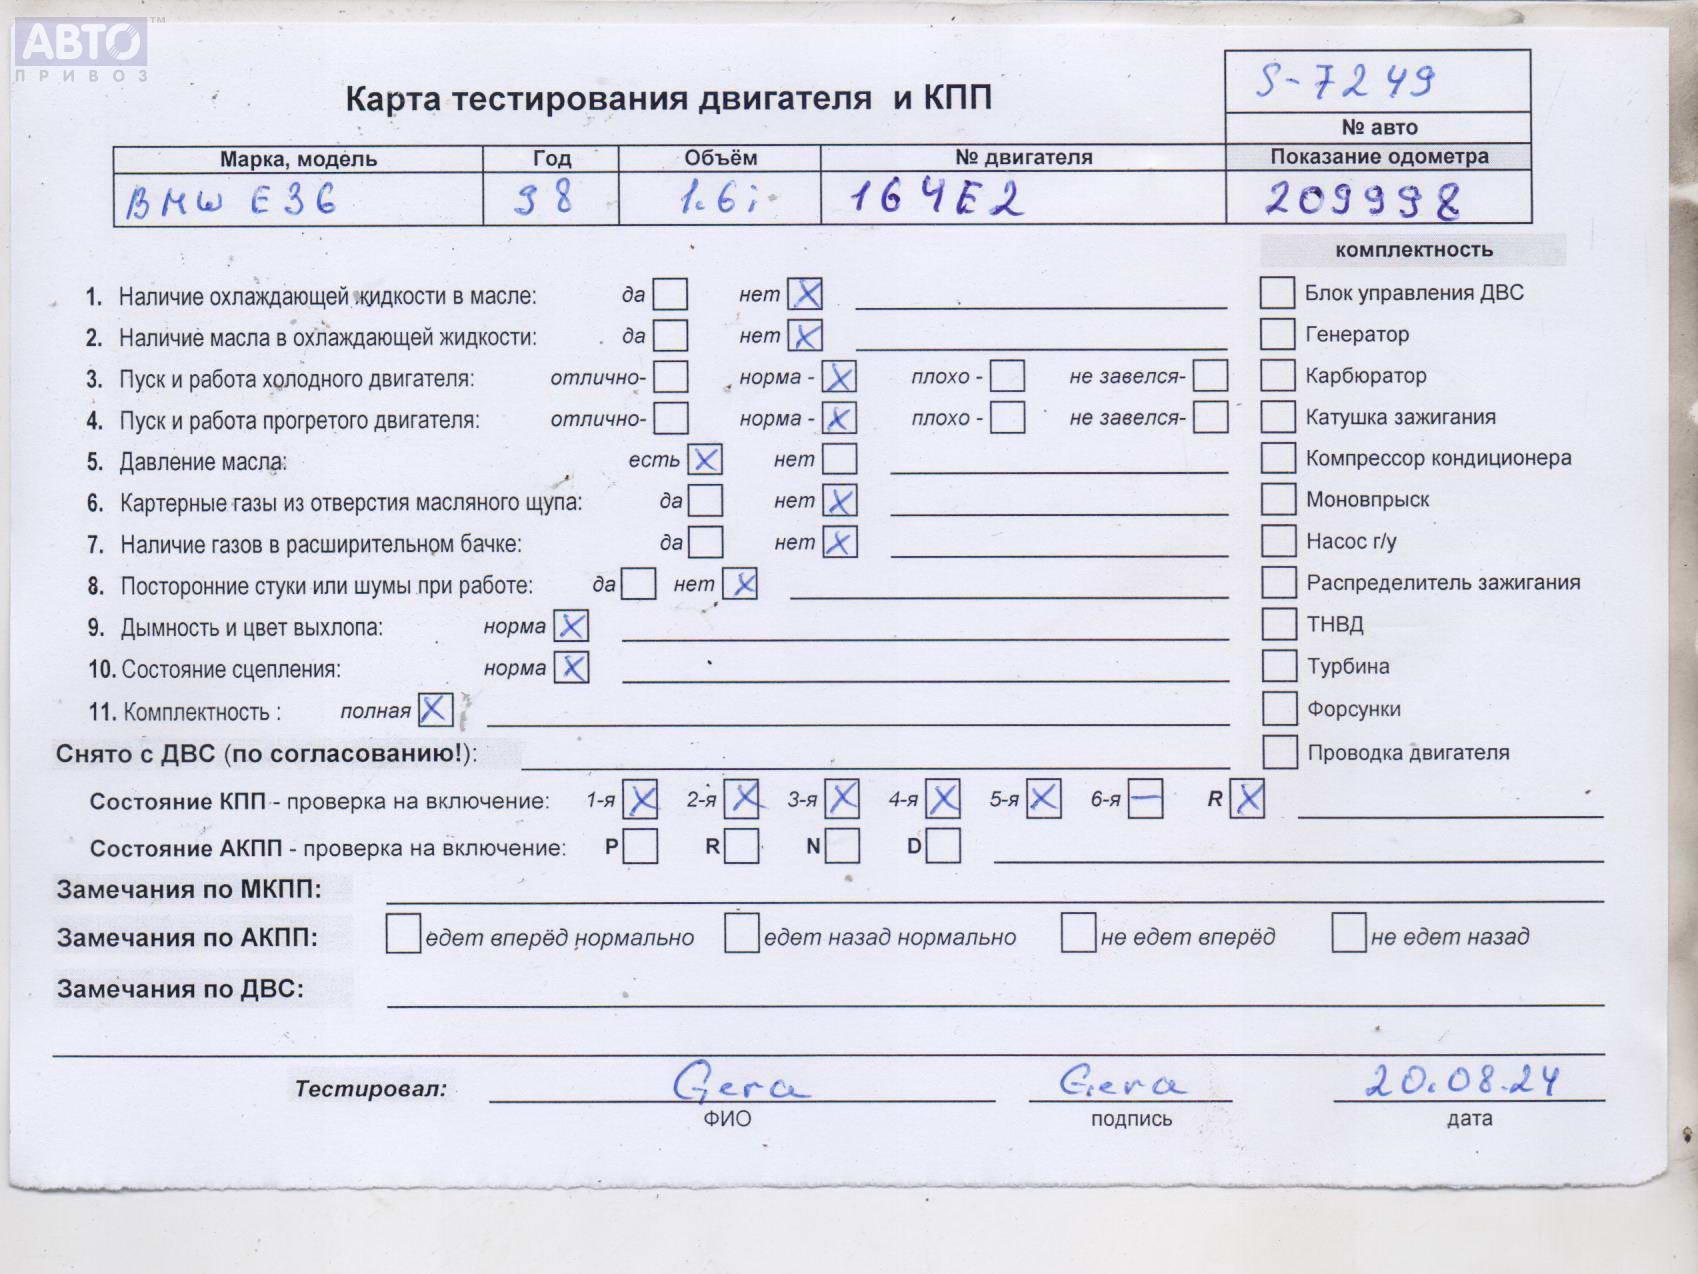 АВТО™
ПРИВОЗ
S-7249
Карта тестирования двигателя и КПП
№ авто
Марка, модель Год Объём № двигателя Показание одометра
BMW E36 98 1.6i 164E2 209998
комплектность
1. Наличие охлаждающей жидкости в масле: да нет X Блок управления ДВС
2. Наличие масла в охлаждающей жидкости: да нет X Генератор
3. Пуск и работа холодного двигателя: отлично- норма - X плохо - не завелся- Карбюратор
4. Пуск и работа прогретого двигателя: отлично- норма - X плохо - не завелся- Катушка зажигания
5. Давление масла: есть X нет Компрессор кондиционера
6. Картерные газы из отверстия масляного щупа: да нет X Моновпрыск
7. Наличие газов в расширительном бачке: да нет X Насос г/у
8. Посторонние стуки или шумы при работе: да нет X Распределитель зажигания
9. Дымность и цвет выхлопа: норма X ТНВД
10. Состояние сцепления: норма X Турбина
11. Комплектность : полная X Форсунки
Снято с ДВС (по согласованию!): Проводка двигателя
Состояние КПП - проверка на включение: 1-я X 2-я X 3-я X 4-я X 5-я X 6-я — R X
Состояние АКПП - проверка на включение: P R N D
Замечания по МКПП:
Замечания по АКПП: едет вперёд нормально едет назад нормально не едет вперёд не едет назад
Замечания по ДВС:
Тестировал: Gera Gera 20.08.24
ФИО подпись дата